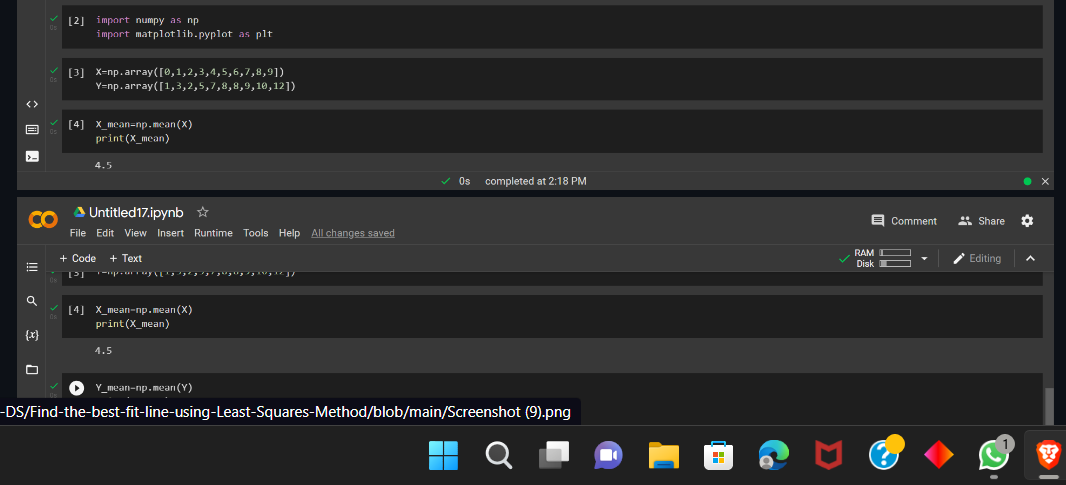 [2] import numpy as np
import matplotlib.pyplot as plt
[3] X=np.array([0,1,2,3,4,5,6,7,8,9])
Y=np.array([1,3,2,5,7,8,8,9,10,12])
[4] X_mean=np.mean(X)
print(X_mean)
4.5
0s completed at 2:18 PM
Untitled17.ipynb
Comment Share
File Edit View Insert Runtime Tools Help All changes saved
+ Code + Text
RAM
Disk
Editing
[4] X_mean=np.mean(X)
print(X_mean)
4.5
Y_mean=np.mean(Y)
-DS/Find-the-best-fit-line-using-Least-Squares-Method/blob/main/Screenshot (9).png
1